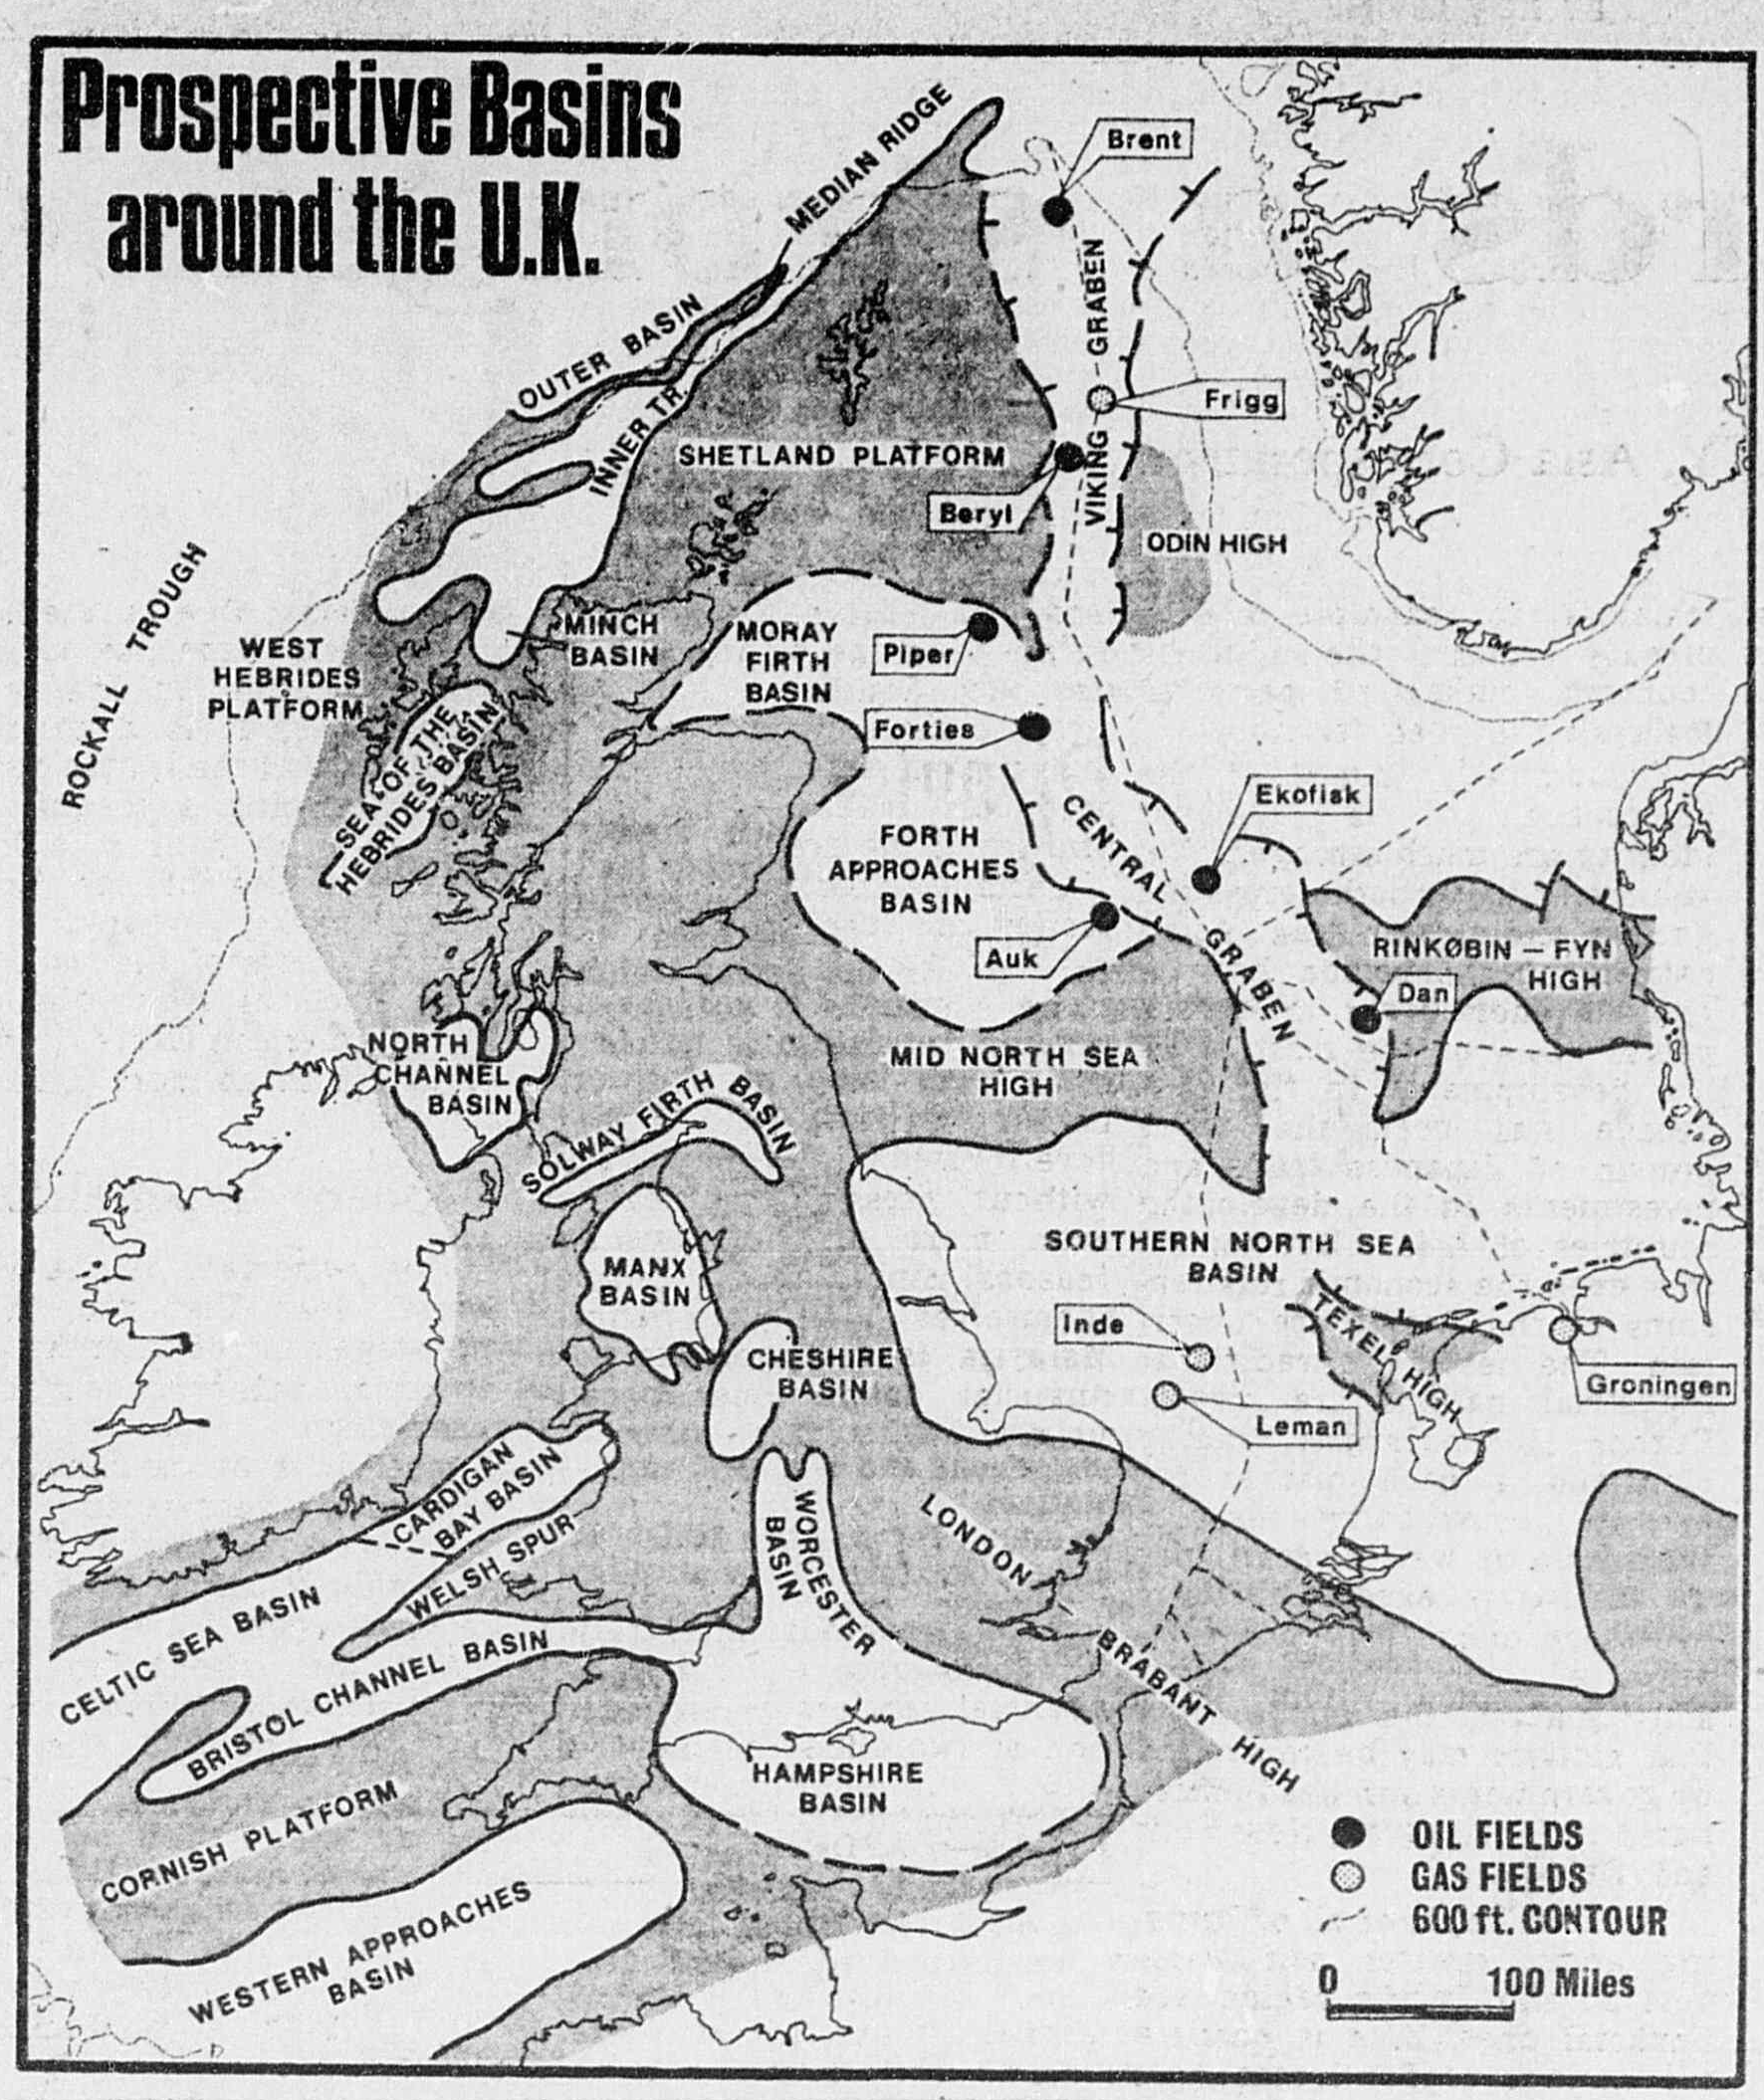 Prospective Basins
around the U.K.
MEDIAN RIDGE
Brent
OUTER BASIN
VIKING GRABEN
INNER TR.
Frigg
SHETLAND PLATFORM
Beryl
ODIN HIGH
ROCKALL TROUGH
WEST
HEBRIDES
PLATFORM
MINCH
BASIN
MORAY
FIRTH
BASIN
Piper
Forties
SEA OF THE
HEBRIDES BASIN
Ekofisk
CENTRAL GRABEN
FORTH
APPROACHES
BASIN
Auk
RINKØBIN – FYN
HIGH
Dan
NORTH
CHANNEL
BASIN
MID NORTH SEA
HIGH
SOLWAY FIRTH BASIN
MANX
BASIN
SOUTHERN NORTH SEA
BASIN
TEXEL HIGH
Inde
CHESHIRE
BASIN
Groningen
Leman
CARDIGAN
BAY BASIN
WELSH SPUR
WORCESTER
BASIN
LONDON
BRABANT HIGH
CELTIC SEA BASIN
BRISTOL CHANNEL BASIN
HAMPSHIRE
BASIN
CORNISH PLATFORM
WESTERN APPROACHES
BASIN
OIL FIELDS
GAS FIELDS
600 ft. CONTOUR
0 100 Miles